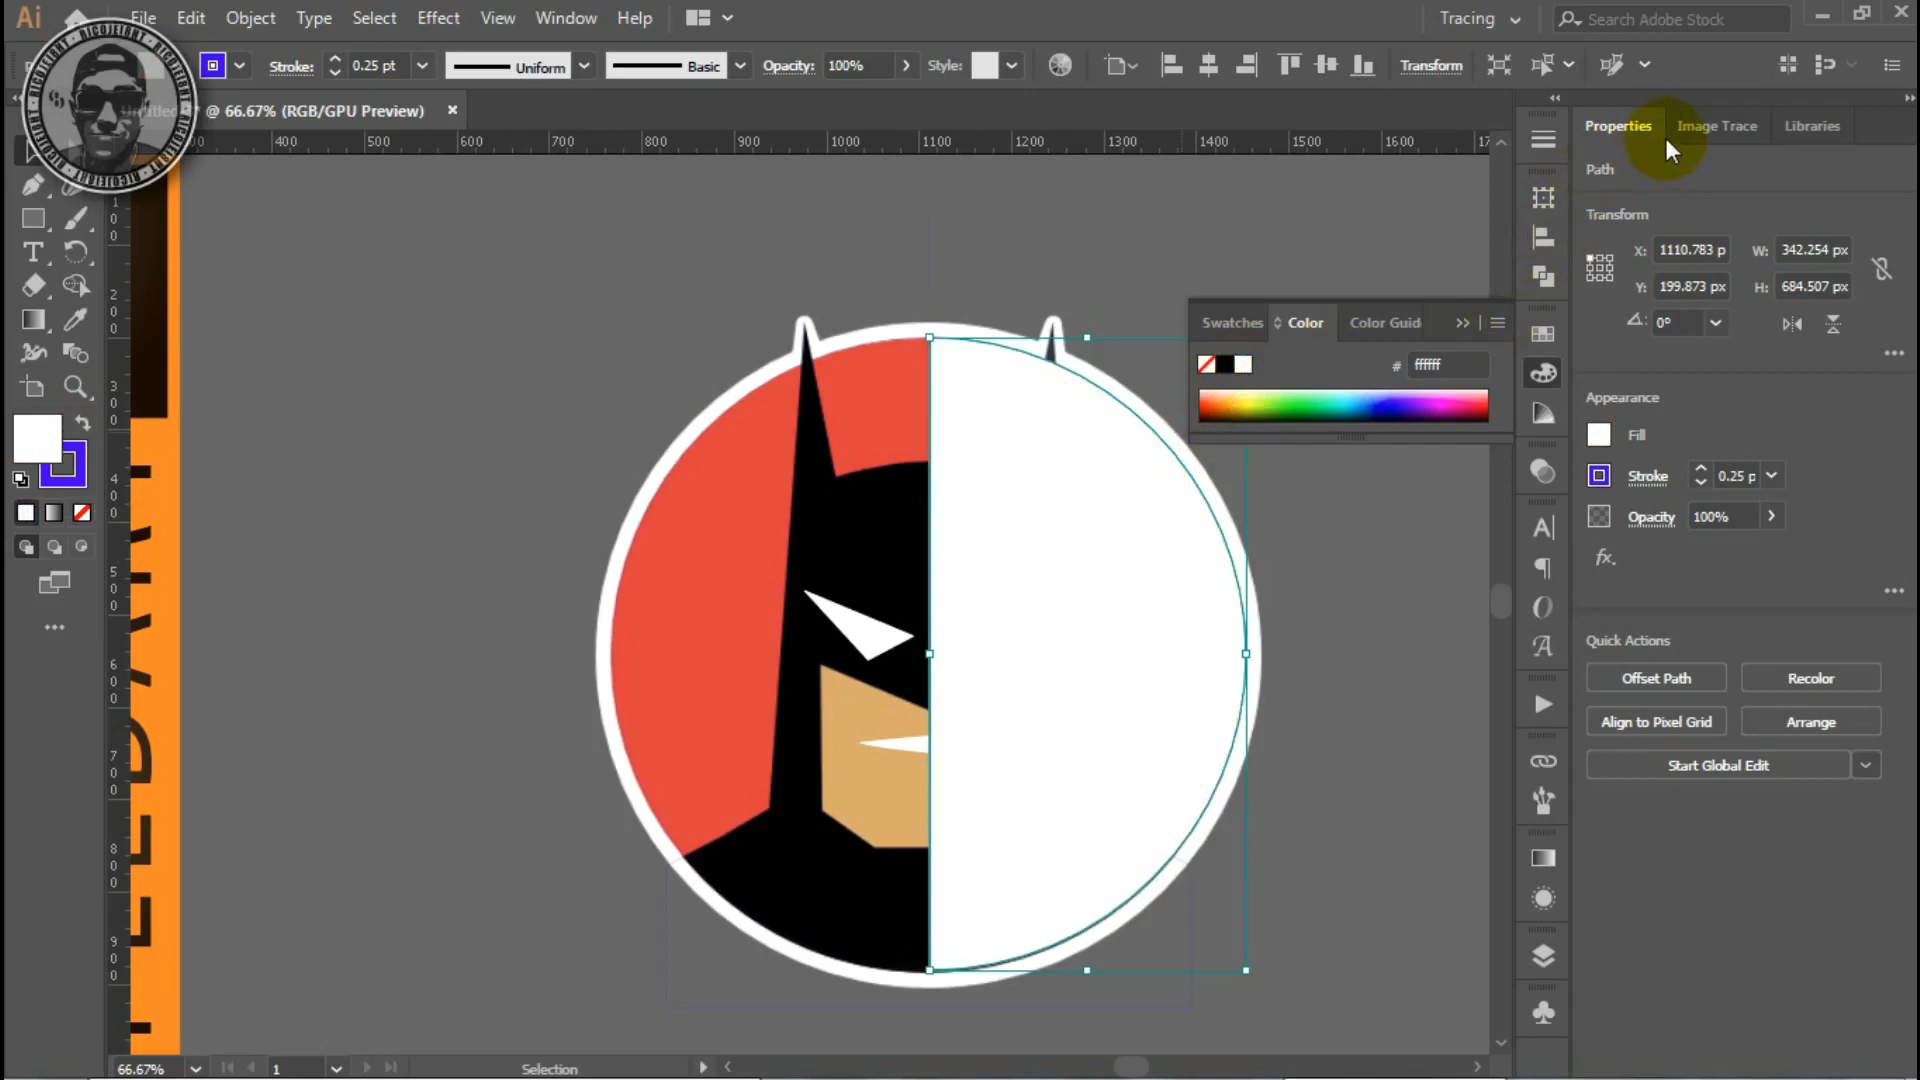 Ai File Edit Object Type Select Effect View Window Help Tracing Search Adobe Stock
Stroke: 0.25 pt Uniform Basic Opacity: 100% Style: Transform
RICOJEIGHT RICOJEIGHT
@ 66.67% (RGB/GPU Preview)
400 500 600 700 800 900 1000 1100 1200 1300 1400 1500 1600 17
Properties Image Trace Libraries
Path
Transform
X: 1110.783 p W: 342.254 px
Y: 199.873 px H: 684.507 px
0°
Swatches Color Color Guid
# ffffff
Appearance
Fill
Stroke 0.25 p
Opacity 100%
fx.
Quick Actions
Offset Path Recolor
Align to Pixel Grid Arrange
Start Global Edit
66.67% 1 Selection